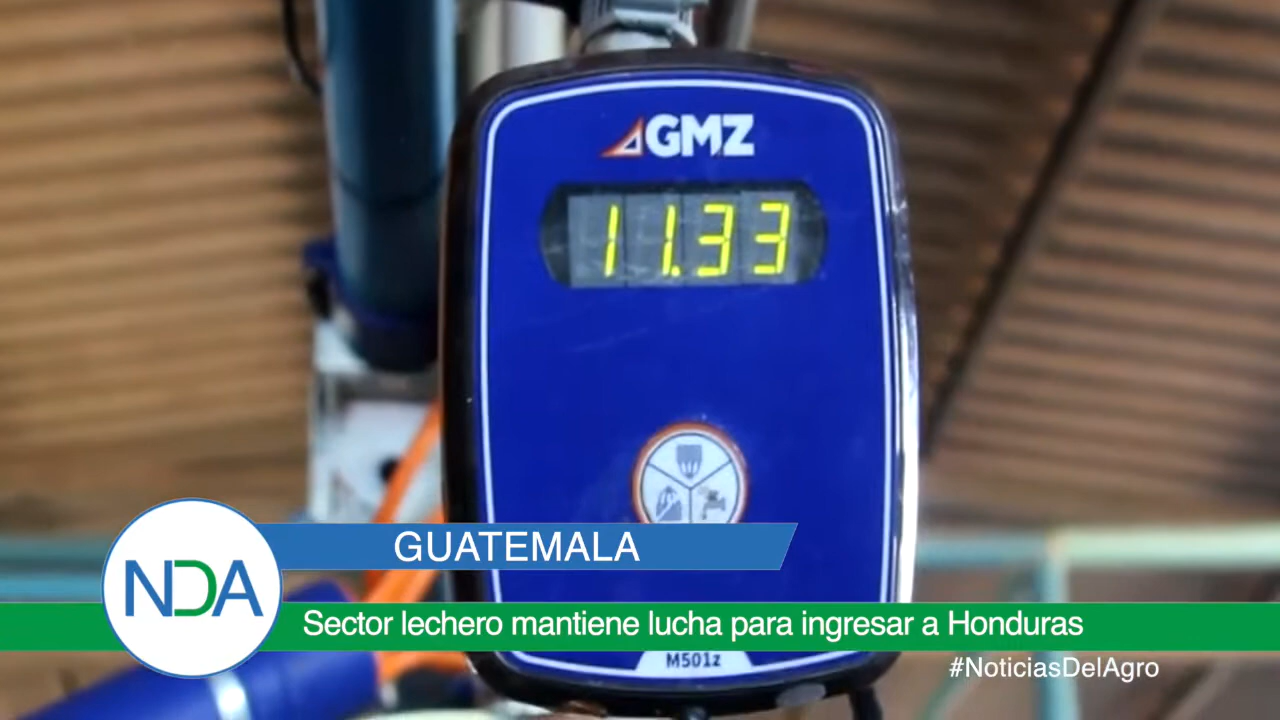 GMZ
11.33
GUATEMALA
NDA
Sector lechero mantiene lucha para ingresar a Honduras
M501z
#NoticiasDelAgro